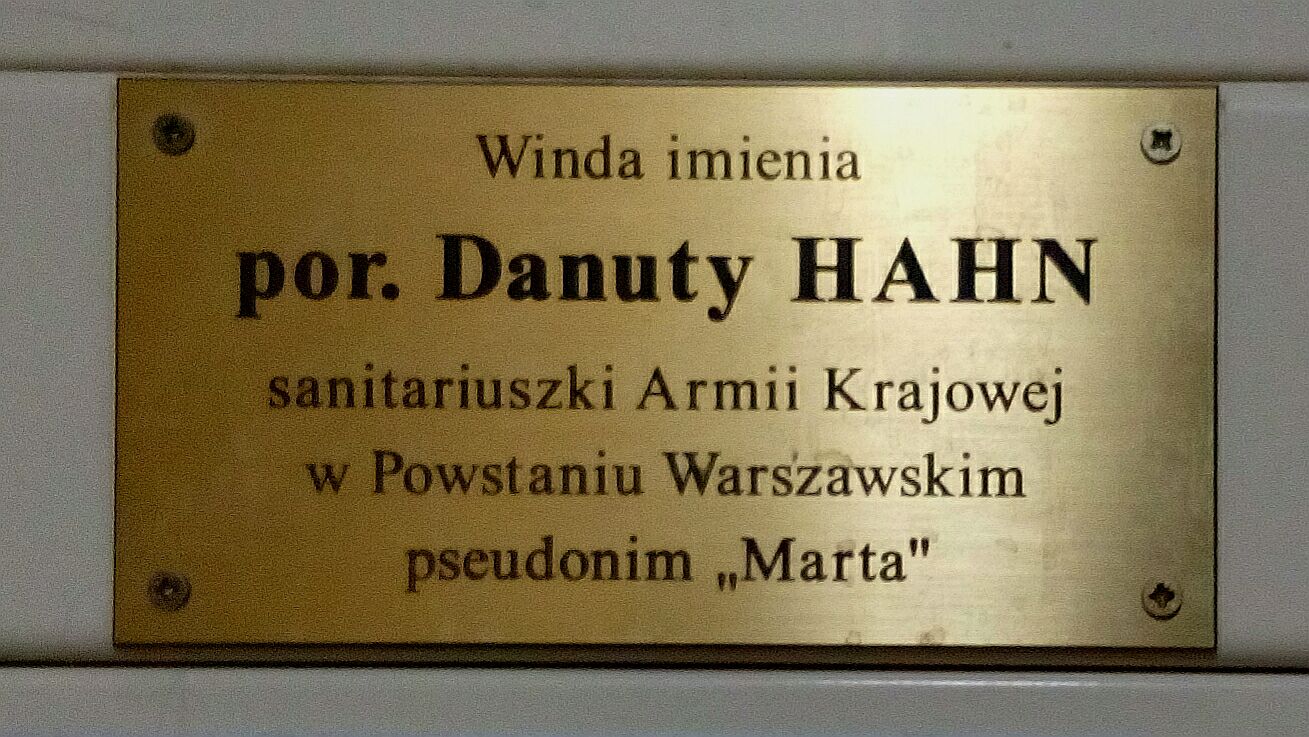 Winda imienia
por. Danuty HAHN
sanitariuszki Armii Krajowej
w Powstaniu Warszawskim
pseudonim „Marta"